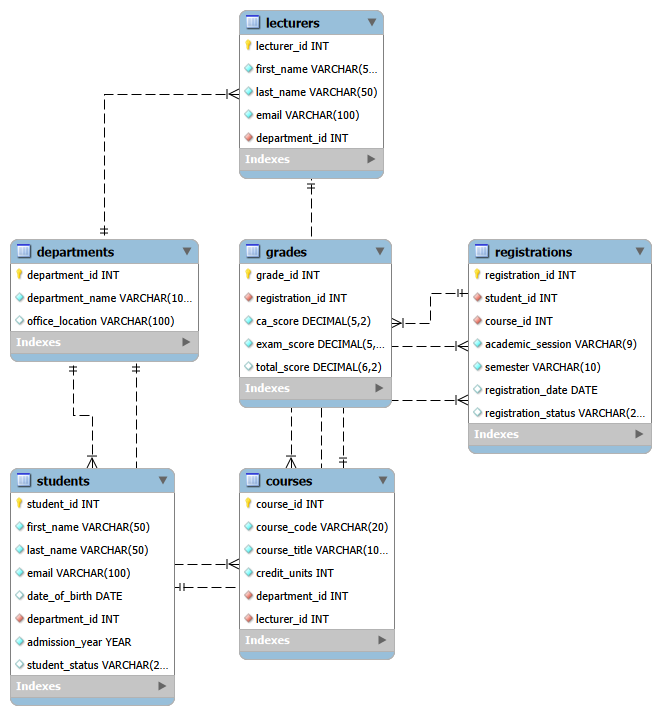 lecturers
lecturer_id INT
first_name VARCHAR(5...
last_name VARCHAR(50)
email VARCHAR(100)
department_id INT
Indexes
departments
department_id INT
department_name VARCHAR(10...
office_location VARCHAR(100)
Indexes
grades
grade_id INT
registration_id INT
ca_score DECIMAL(5,2)
exam_score DECIMAL(5,...
total_score DECIMAL(6,2)
Indexes
registrations
registration_id INT
student_id INT
course_id INT
academic_session VARCHAR(9)
semester VARCHAR(10)
registration_date DATE
registration_status VARCHAR(2...
Indexes
students
student_id INT
first_name VARCHAR(50)
last_name VARCHAR(50)
email VARCHAR(100)
date_of_birth DATE
department_id INT
admission_year YEAR
student_status VARCHAR(2...
Indexes
courses
course_id INT
course_code VARCHAR(20)
course_title VARCHAR(10...
credit_units INT
department_id INT
lecturer_id INT
Indexes